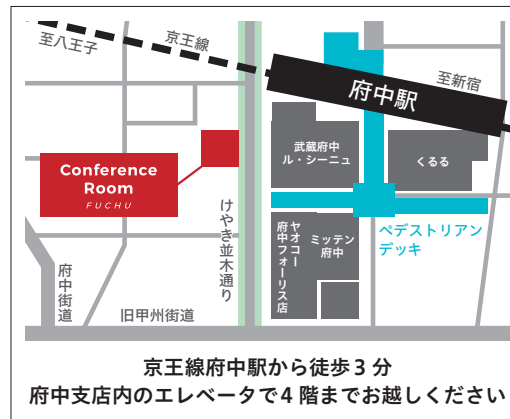 至八王子
京王線
府中駅
至新宿
武蔵府中
ル・シーニュ
くるる
Conference
Room
FUCHU
けやき並木通り
ペデストリアン
デッキ
ヤオコー
府中フォーリス店
ミッテン
府中
府中街道
旧甲州街道
京王線府中駅から徒歩3分
府中支店内のエレベータで4階までお越しください